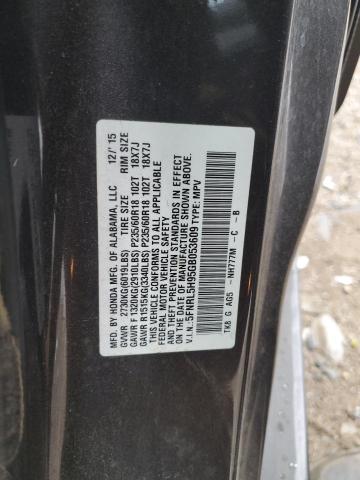 MFD. BY HONDA MFG. OF ALABAMA, LLC 12/'15
GVWR 2730KG(6019LBS) TIRE SIZE RIM SIZE
GAWR F 1320KG(2910LBS) P235/60R18 102T 18X7J
GAWR R1515KG(3340LBS) P235/60R18 102T 18X7J
THIS VEHICLE CONFORMS TO ALL APPLICABLE
FEDERAL MOTOR VEHICLE SAFETY, BUMPER,
AND THEFT PREVENTION STANDARDS IN EFFECT
ON THE DATE OF MANUFACTURE SHOWN ABOVE.
V.I.N.: 5FNRL5H95GB053609 TYPE: MPV
TK8 G AG5 - NH777M - C - B